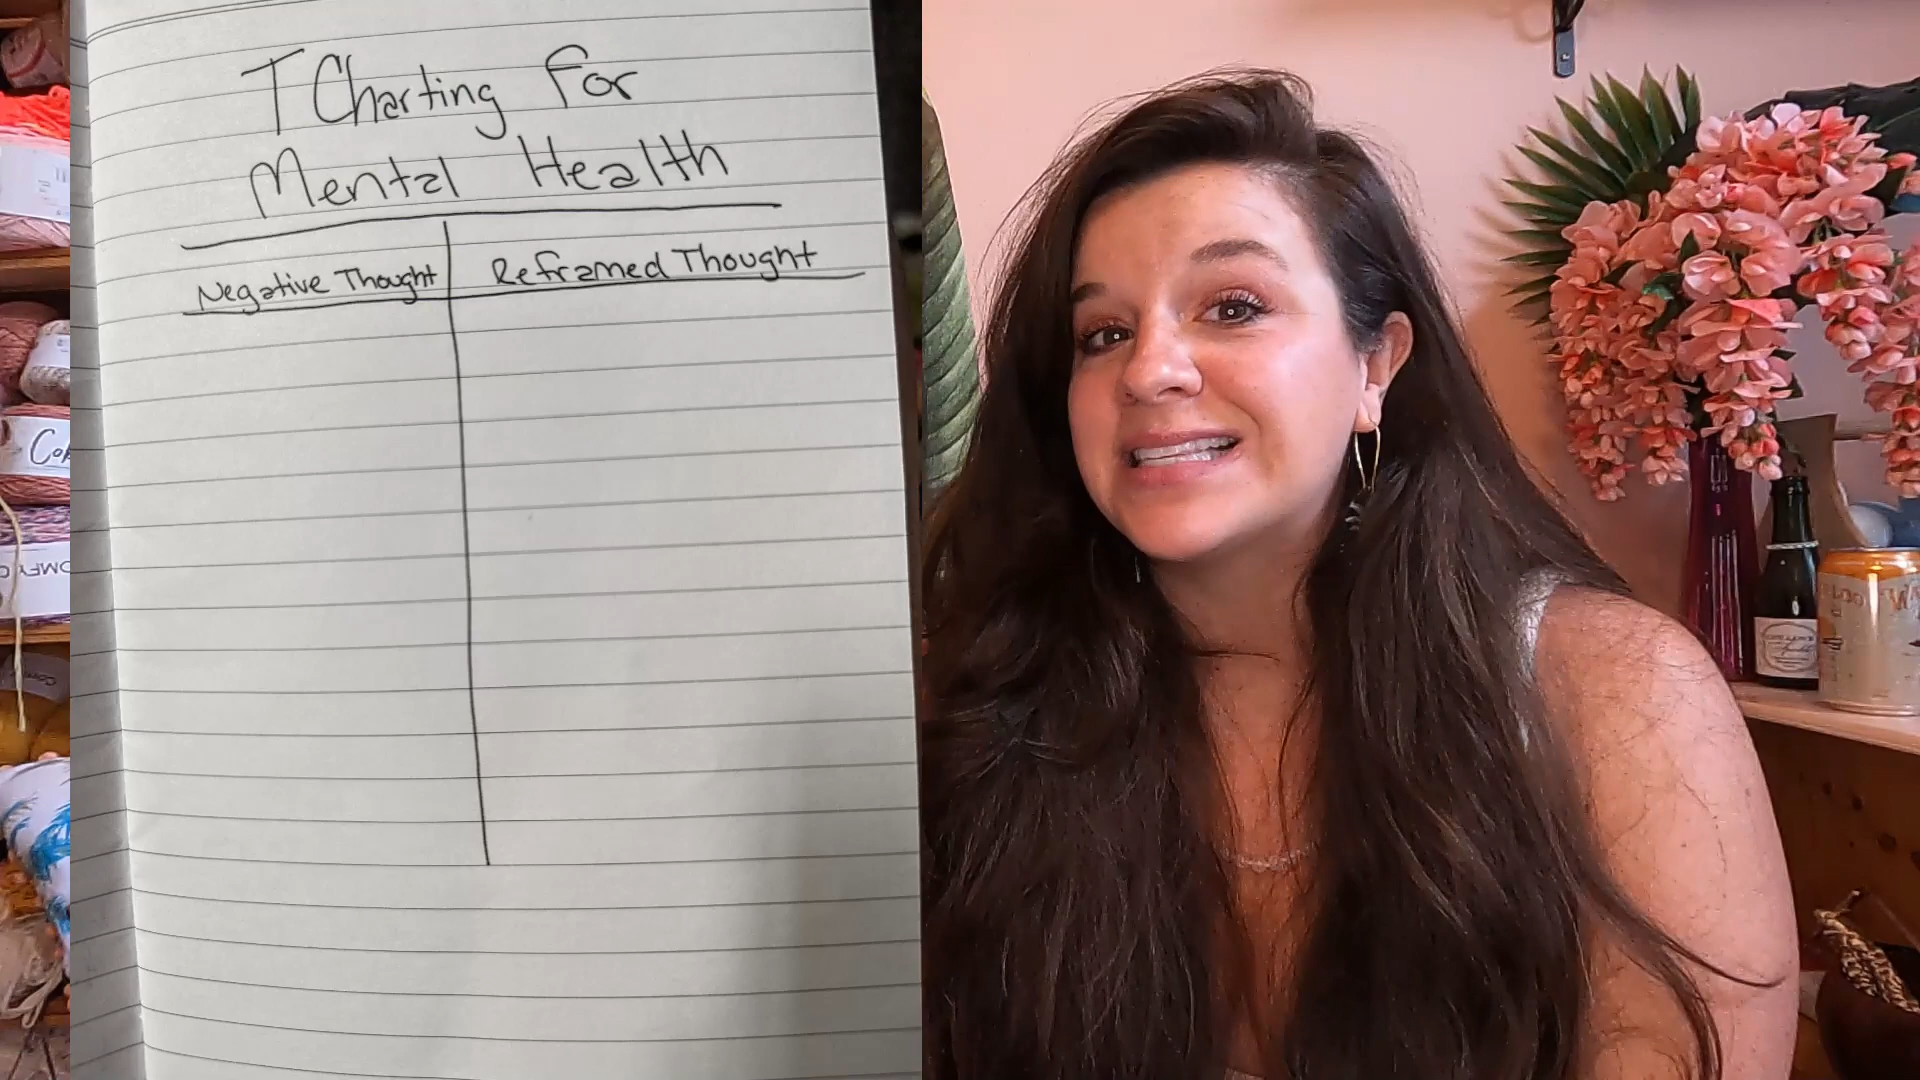 T Charting For
Mental Health
Negative Thought
Reframed Thought